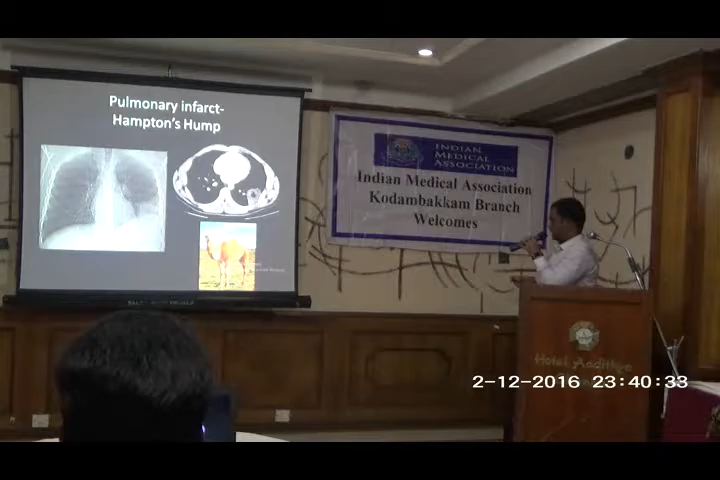 Pulmonary infarct-
Hampton's Hump
INDIAN
MEDICAL
ASSOCIATION
Indian Medical Association
Kodambakkam Branch
Welcomes
Hotel Aadithya
2-12-2016 23:40:33